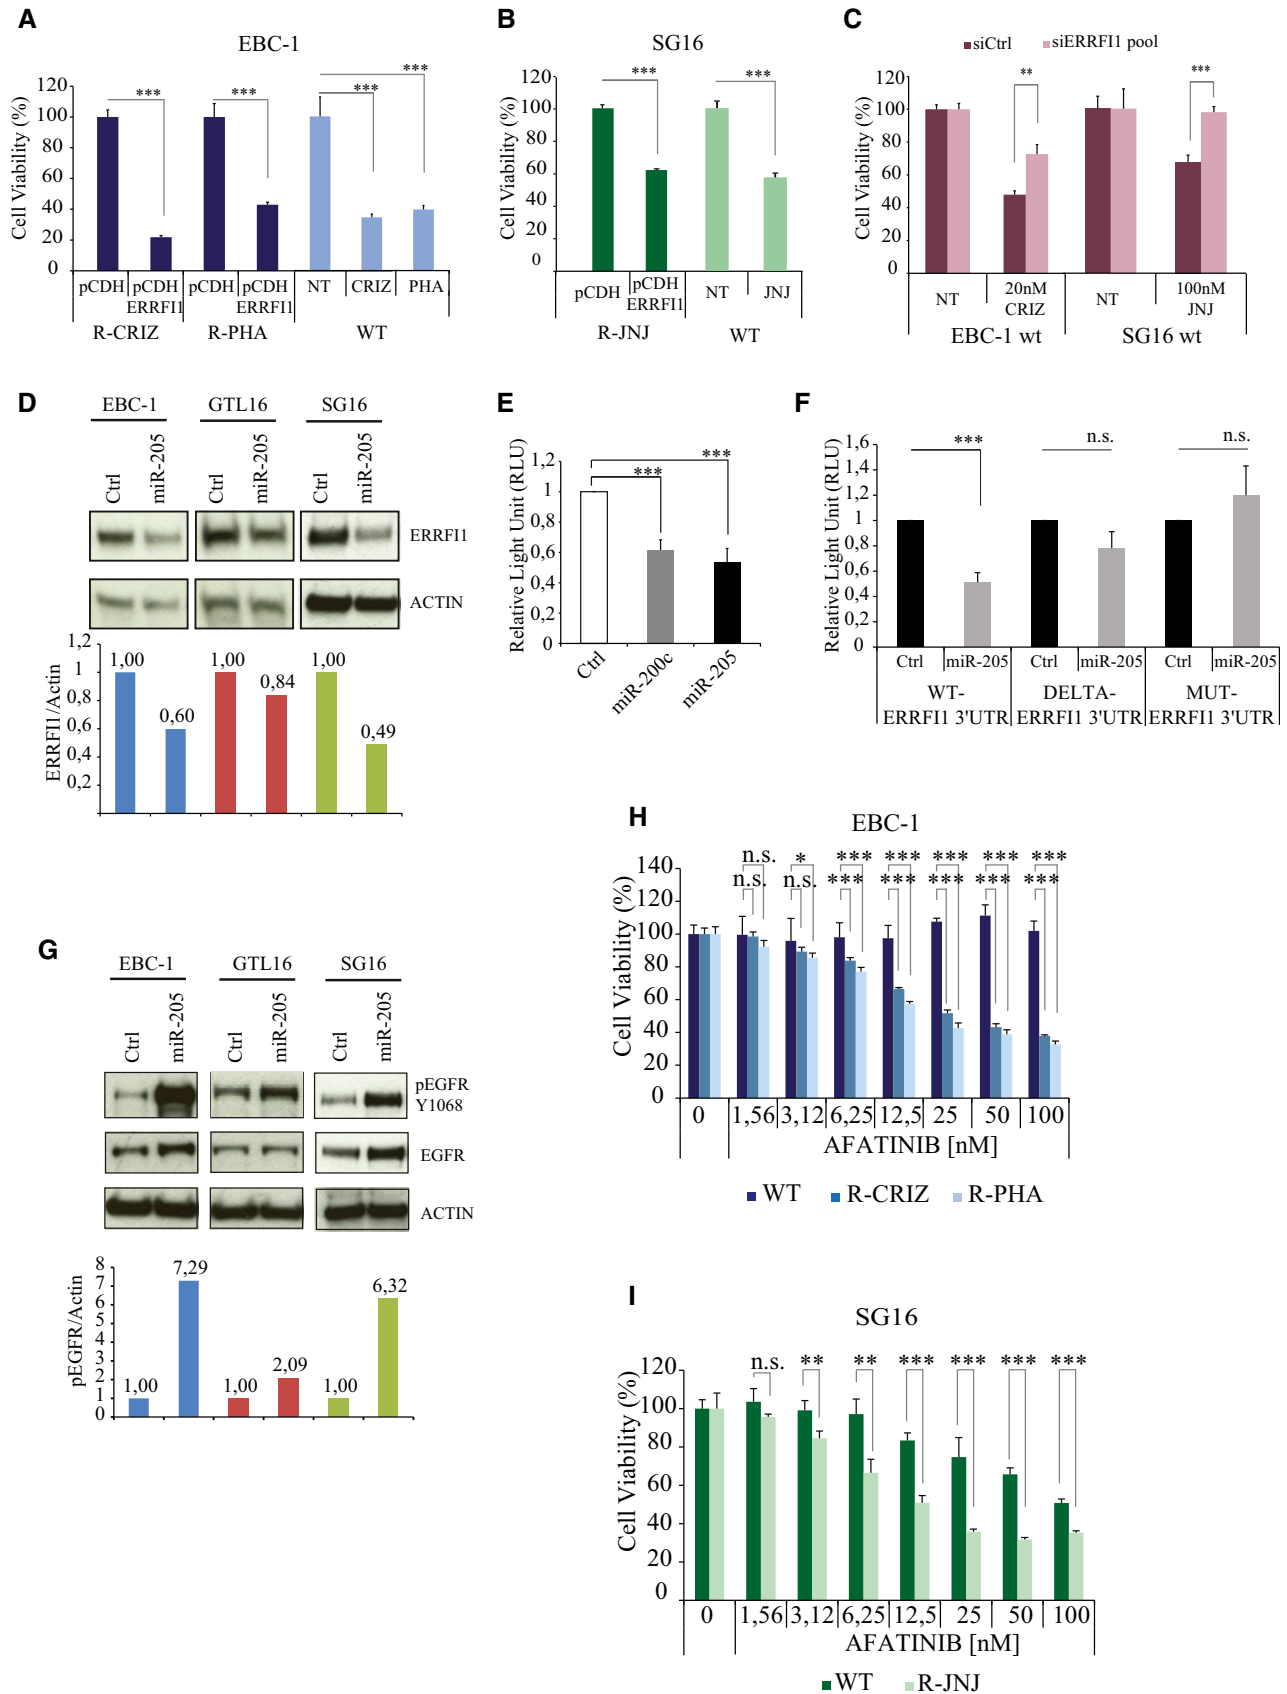 A
EBC-1
Cell Viability (%)
120
100
80
60
40
20
0
***
***
***
***
pCDH
pCDH ERRFI1
pCDH
pCDH ERRFI1
NT
CRIZ
PHA
R-CRIZ
R-PHA
WT
B
SG16
Cell Viability (%)
120
100
80
60
40
20
0
***
***
pCDH
pCDH ERRFI1
NT
JNJ
R-JNJ
WT
C
siCtrl
siERRFI1 pool
Cell Viability (%)
120
100
80
60
40
20
0
**
***
NT
20nM CRIZ
NT
100nM JNJ
EBC-1 wt
SG16 wt
D
EBC-1
GTL16
SG16
Ctrl
miR-205
Ctrl
miR-205
Ctrl
miR-205
ERRFI1
ACTIN
ERRFI1/Actin
1,2
1
0,8
0,6
0,4
0,2
1,00
0,60
1,00
0,84
1,00
0,49
E
Relative Light Unit (RLU)
1,2
1
0,8
0,6
0,4
0,2
0
***
***
Ctrl
miR-200c
miR-205
F
Relative Light Unit (RLU)
1,6
1,4
1,2
1
0,8
0,6
0,4
0,2
0
***
n.s.
n.s.
Ctrl
miR-205
Ctrl
miR-205
Ctrl
miR-205
WT-
ERRFI1 3'UTR
DELTA-
ERRFI1 3'UTR
MUT-
ERRFI1 3'UTR
G
EBC-1
GTL16
SG16
Ctrl
miR-205
Ctrl
miR-205
Ctrl
miR-205
pEGFR
Y1068
EGFR
ACTIN
pEGFR/Actin
8
7
6
5
4
3
2
1
0
1,00
7,29
1,00
2,09
1,00
6,32
H
EBC-1
Cell Viability (%)
140
120
100
80
60
40
20
0
n.s. * *** *** *** *** ***
n.s. n.s. *** *** *** *** ***
0 1,56 3,12 6,25 12,5 25 50 100
AFATINIB [nM]
WT R-CRIZ R-PHA
I
SG16
Cell Viability (%)
120
100
80
60
40
20
0
n.s. ** ** *** *** *** ***
0 1,56 3,12 6,25 12,5 25 50 100
AFATINIB [nM]
WT R-JNJ